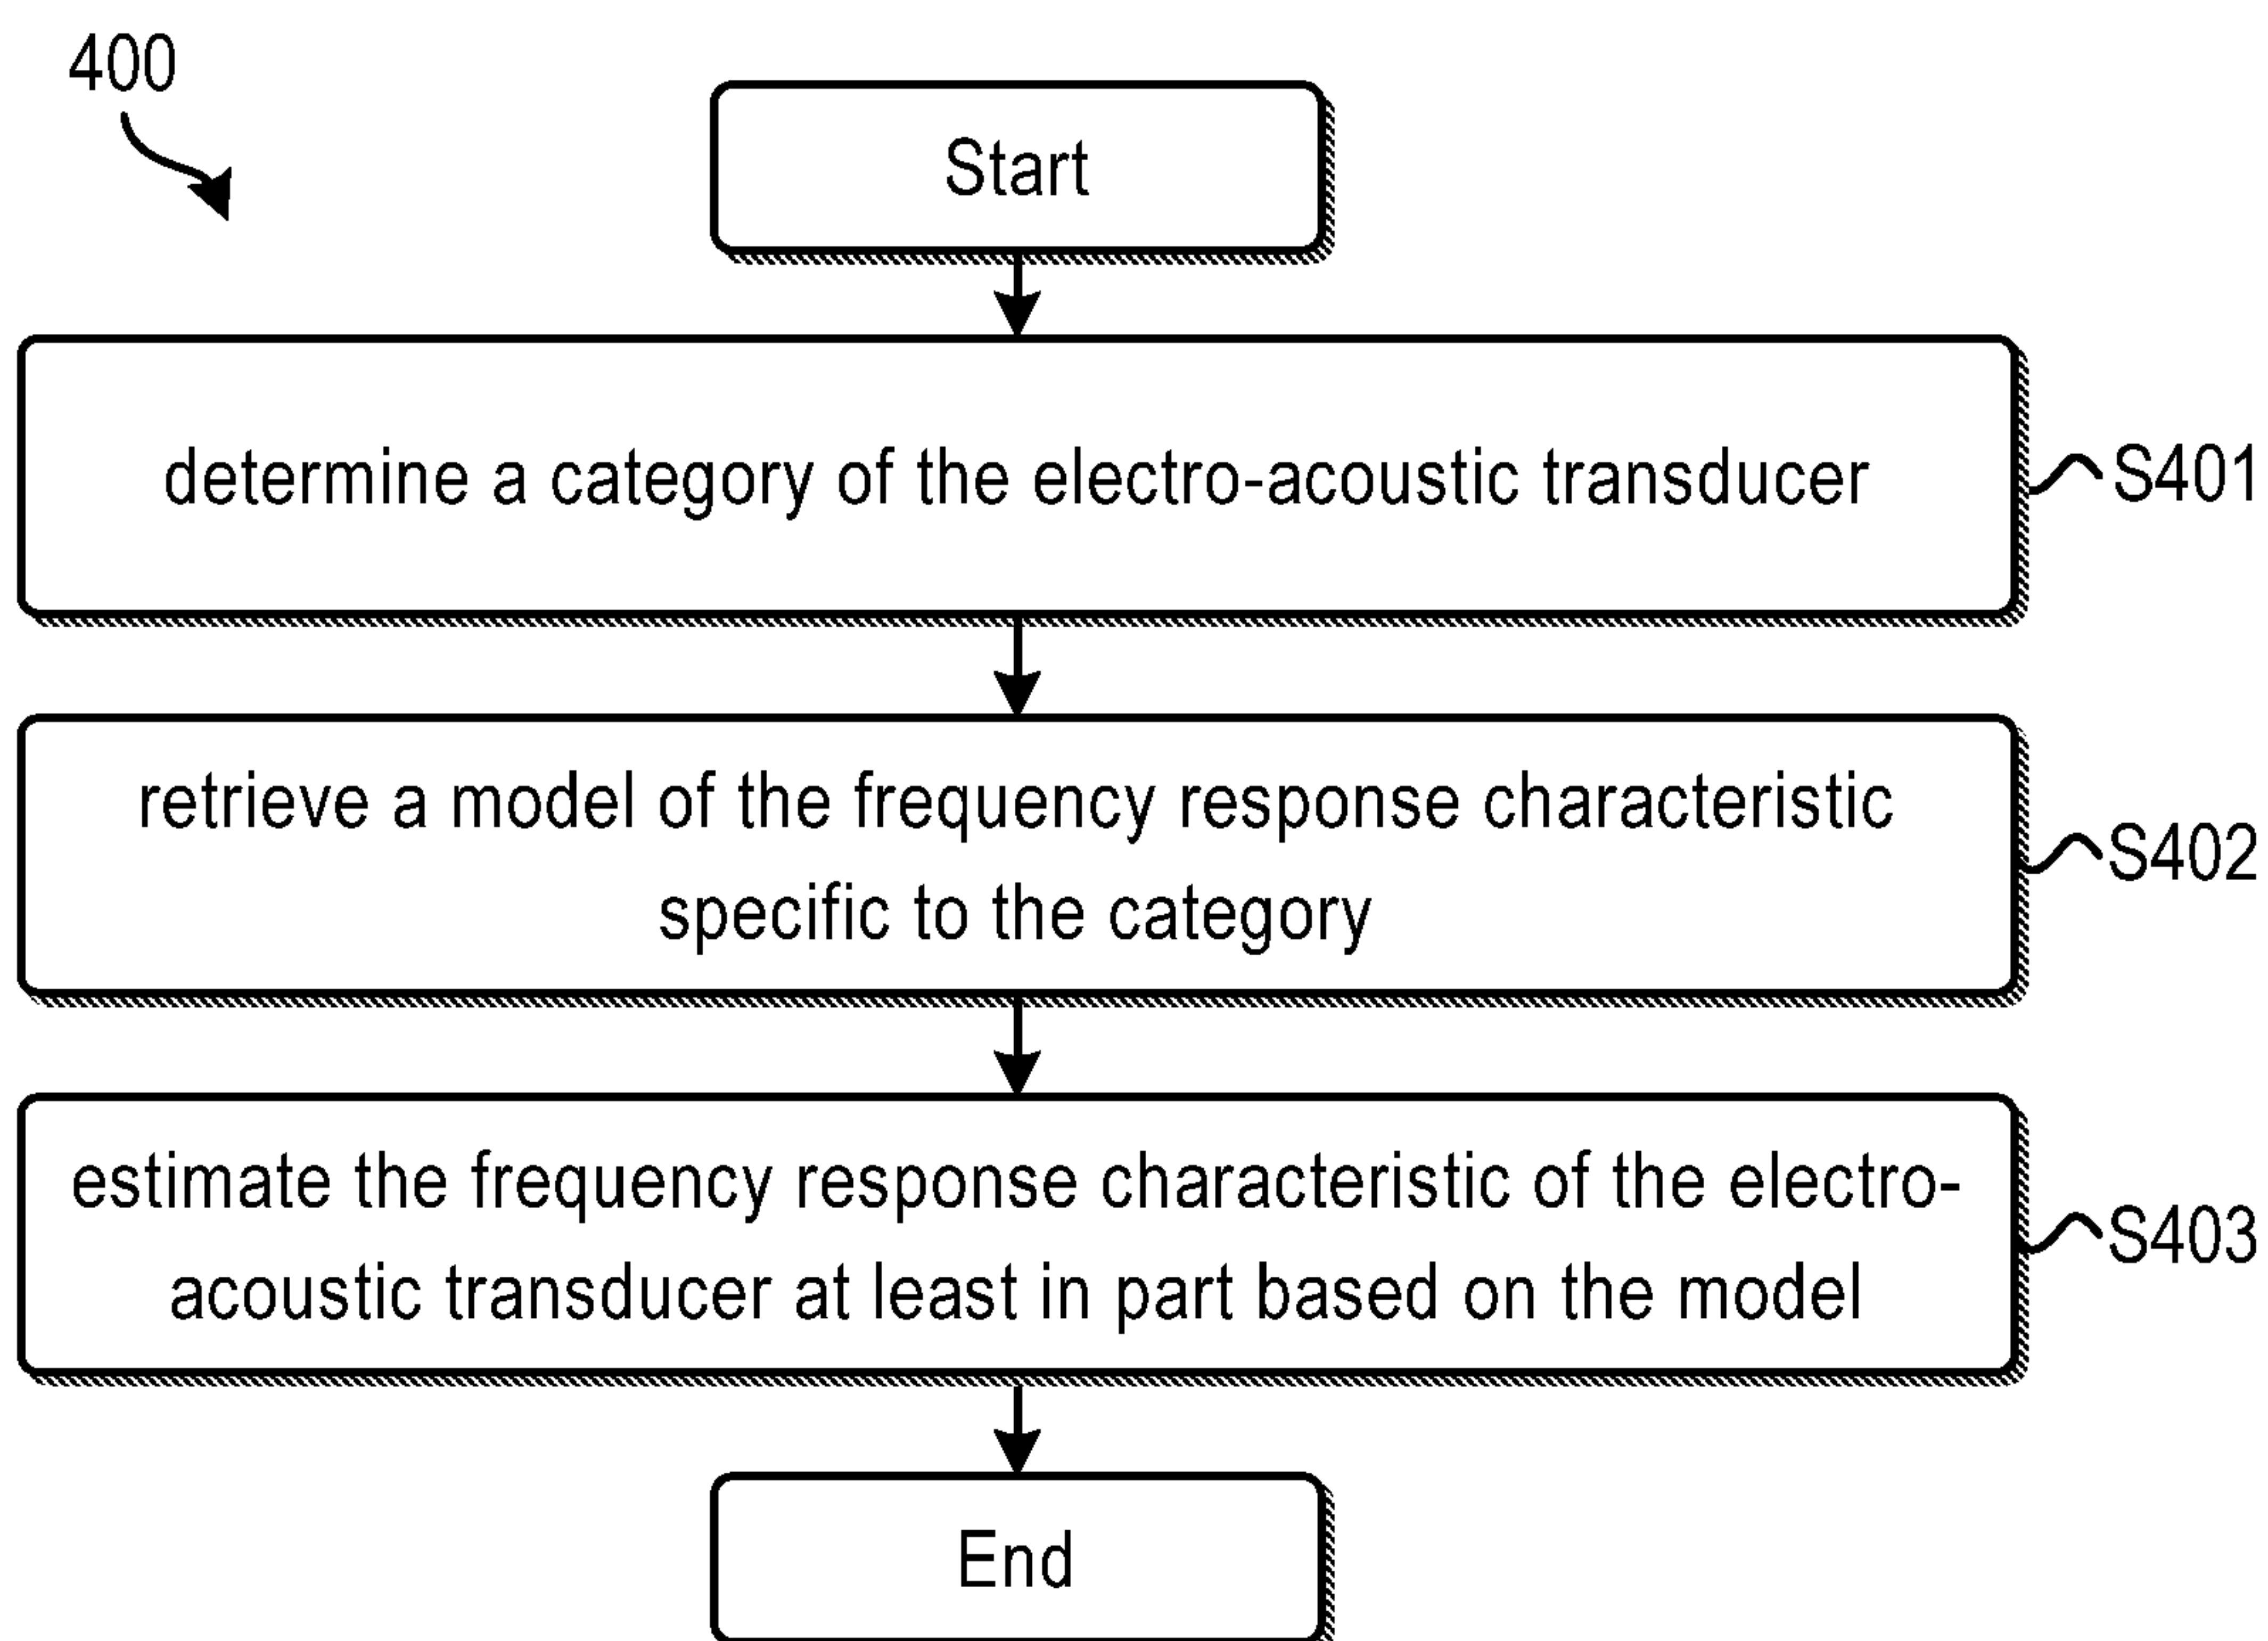 400
Start
determine a category of the electro-acoustic transducer
S401
retrieve a model of the frequency response characteristic
specific to the category
S402
estimate the frequency response characteristic of the electro-
acoustic transducer at least in part based on the model
S403
End